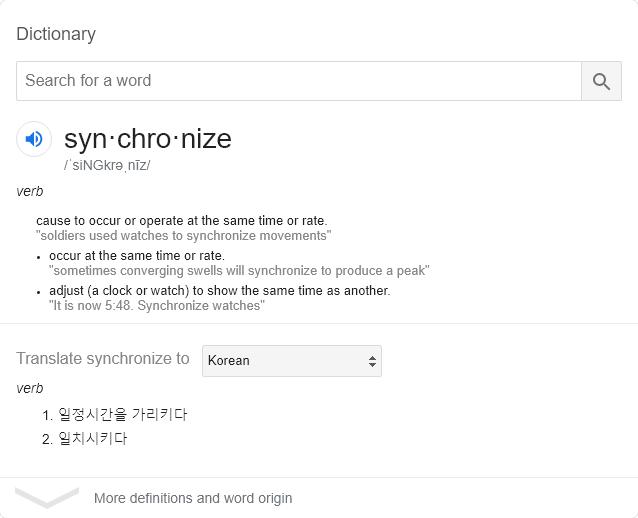 Dictionary
Search for a word
syn·chro·nize
/ˈsiNGkrəˌnīz/
verb
cause to occur or operate at the same time or rate.
"soldiers used watches to synchronize movements"
• occur at the same time or rate.
"sometimes converging swells will synchronize to produce a peak"
• adjust (a clock or watch) to show the same time as another.
"It is now 5:48. Synchronize watches"
Translate synchronize to Korean
verb
1. 일정시간을 가리키다
2. 일치시키다
More definitions and word origin